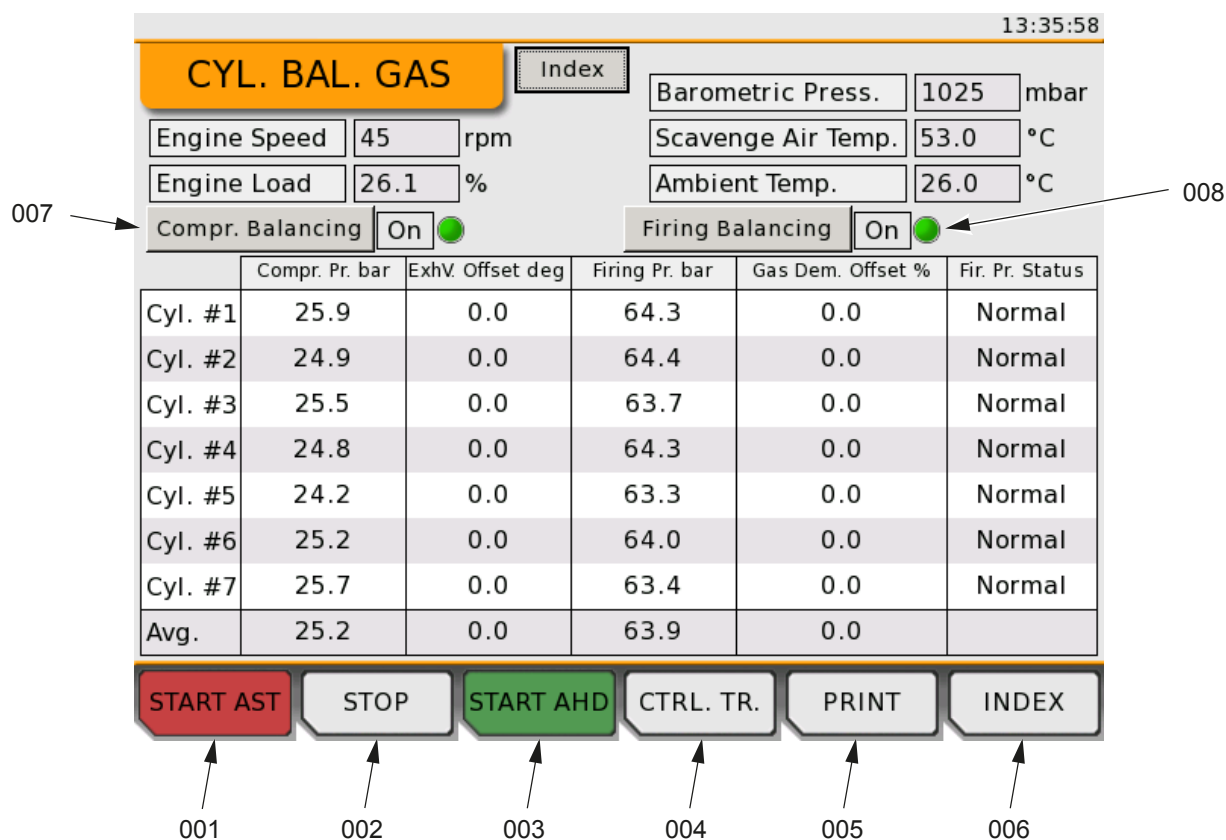 13:35:58
CYL. BAL. GAS Index
Barometric Press. 1025 mbar
Engine Speed 45 rpm Scavenge Air Temp. 53.0 °C
Engine Load 26.1 % Ambient Temp. 26.0 °C
007 008
Compr. Balancing On Firing Balancing On
Compr. Pr. bar ExhV. Offset deg Firing Pr. bar Gas Dem. Offset % Fir. Pr. Status
Cyl. #1 25.9 0.0 64.3 0.0 Normal
Cyl. #2 24.9 0.0 64.4 0.0 Normal
Cyl. #3 25.5 0.0 63.7 0.0 Normal
Cyl. #4 24.8 0.0 64.3 0.0 Normal
Cyl. #5 24.2 0.0 63.3 0.0 Normal
Cyl. #6 25.2 0.0 64.0 0.0 Normal
Cyl. #7 25.7 0.0 63.4 0.0 Normal
Avg. 25.2 0.0 63.9 0.0
START AST STOP START AHD CTRL. TR. PRINT INDEX
001 002 003 004 005 006